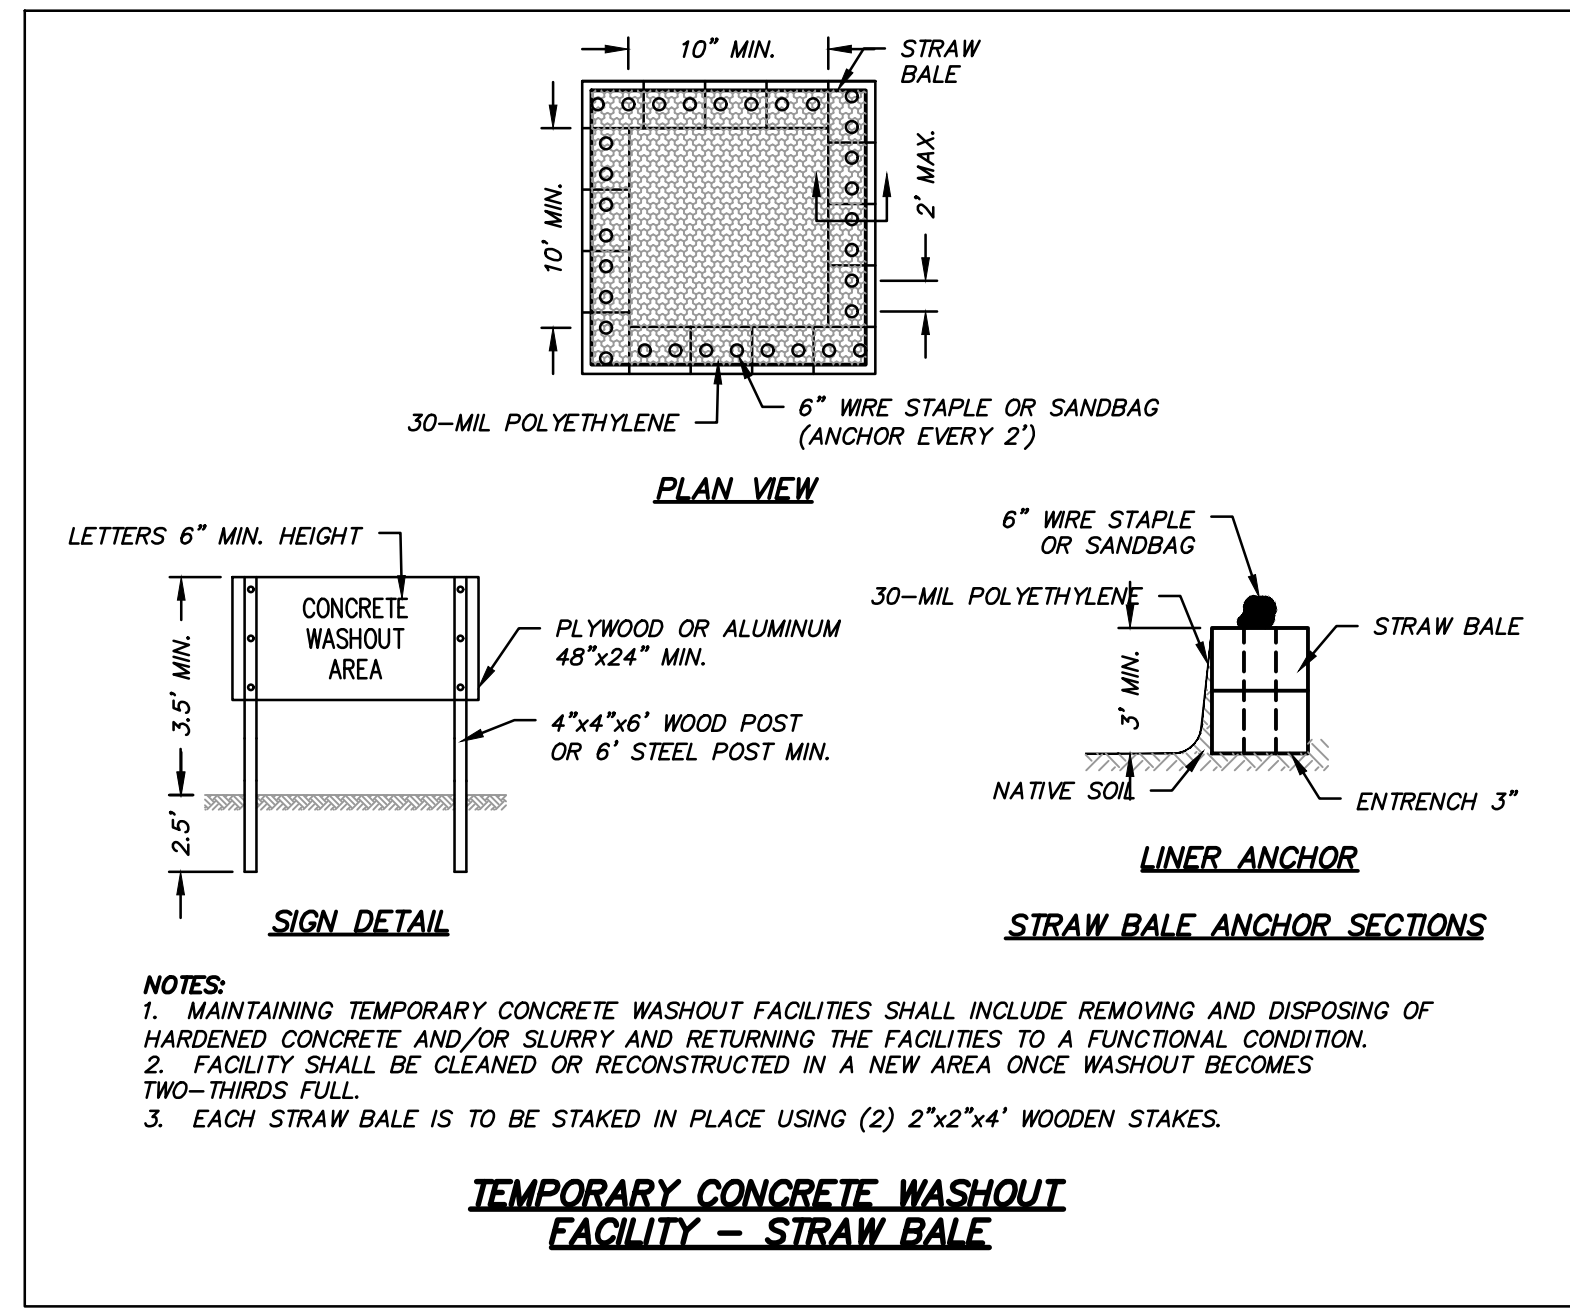 10” MIN.
STRAW
BALE
10’ MIN.
2’ MAX.
30-MIL POLYETHYLENE
6” WIRE STAPLE OR SANDBAG
(ANCHOR EVERY 2’)
PLAN VIEW
LETTERS 6” MIN. HEIGHT
CONCRETE
WASHOUT
AREA
3.5’ MIN.
2.5’
PLYWOOD OR ALUMINUM
48”x24” MIN.
4”x4”x6’ WOOD POST
OR 6’ STEEL POST MIN.
SIGN DETAIL
6” WIRE STAPLE
OR SANDBAG
30-MIL POLYETHYLENE
STRAW BALE
3’ MIN.
NATIVE SOIL
ENTRENCH 3”
LINER ANCHOR
STRAW BALE ANCHOR SECTIONS
NOTES:
1. MAINTAINING TEMPORARY CONCRETE WASHOUT FACILITIES SHALL INCLUDE REMOVING AND DISPOSING OF
HARDENED CONCRETE AND/OR SLURRY AND RETURNING THE FACILITIES TO A FUNCTIONAL CONDITION.
2. FACILITY SHALL BE CLEANED OR RECONSTRUCTED IN A NEW AREA ONCE WASHOUT BECOMES
TWO-THIRDS FULL.
3. EACH STRAW BALE IS TO BE STAKED IN PLACE USING (2) 2”x2”x4’ WOODEN STAKES.
TEMPORARY CONCRETE WASHOUT
FACILITY – STRAW BALE